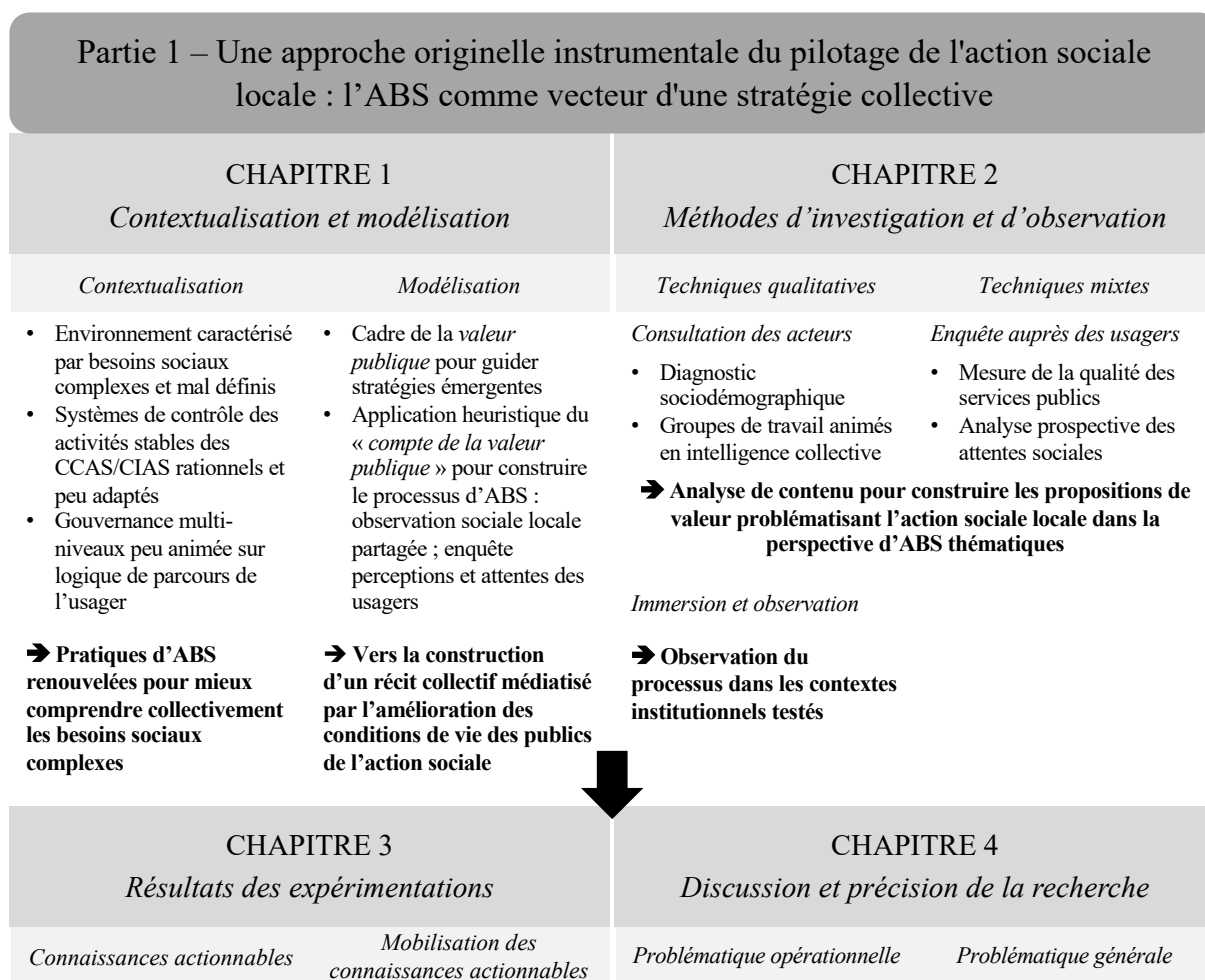 Partie 1 – Une approche originelle instrumentale du pilotage de l'action sociale
locale : l’ABS comme vecteur d'une stratégie collective
CHAPITRE 1
Contextualisation et modélisation
Contextualisation
• Environnement caractérisé
par besoins sociaux
complexes et mal définis
• Systèmes de contrôle des
activités stables des
CCAS/CIAS rationnels et
peu adaptés
• Gouvernance multi-
niveaux peu animée sur
logique de parcours de
l’usager
➔ Pratiques d’ABS
renouvelées pour mieux
comprendre collectivement
les besoins sociaux
complexes
Modélisation
• Cadre de la valeur
publique pour guider
stratégies émergentes
• Application heuristique du
« compte de la valeur
publique » pour construire
le processus d’ABS :
observation sociale locale
partagée ; enquête
perceptions et attentes des
usagers
➔ Vers la construction
d’un récit collectif médiatisé
par l’amélioration des
conditions de vie des publics
de l’action sociale
CHAPITRE 2
Méthodes d’investigation et d’observation
Techniques qualitatives
Consultation des acteurs
• Diagnostic
sociodémographique
• Groupes de travail animés
en intelligence collective
Techniques mixtes
Enquête auprès des usagers
• Mesure de la qualité des
services publics
• Analyse prospective des
attentes sociales
➔ Analyse de contenu pour construire les propositions de
valeur problématisant l’action sociale locale dans la
perspective d’ABS thématiques
Immersion et observation
➔ Observation du
processus dans les contextes
institutionnels testés
CHAPITRE 3
Résultats des expérimentations
Connaissances actionnables
Mobilisation des
connaissances actionnables
CHAPITRE 4
Discussion et précision de la recherche
Problématique opérationnelle
Problématique générale